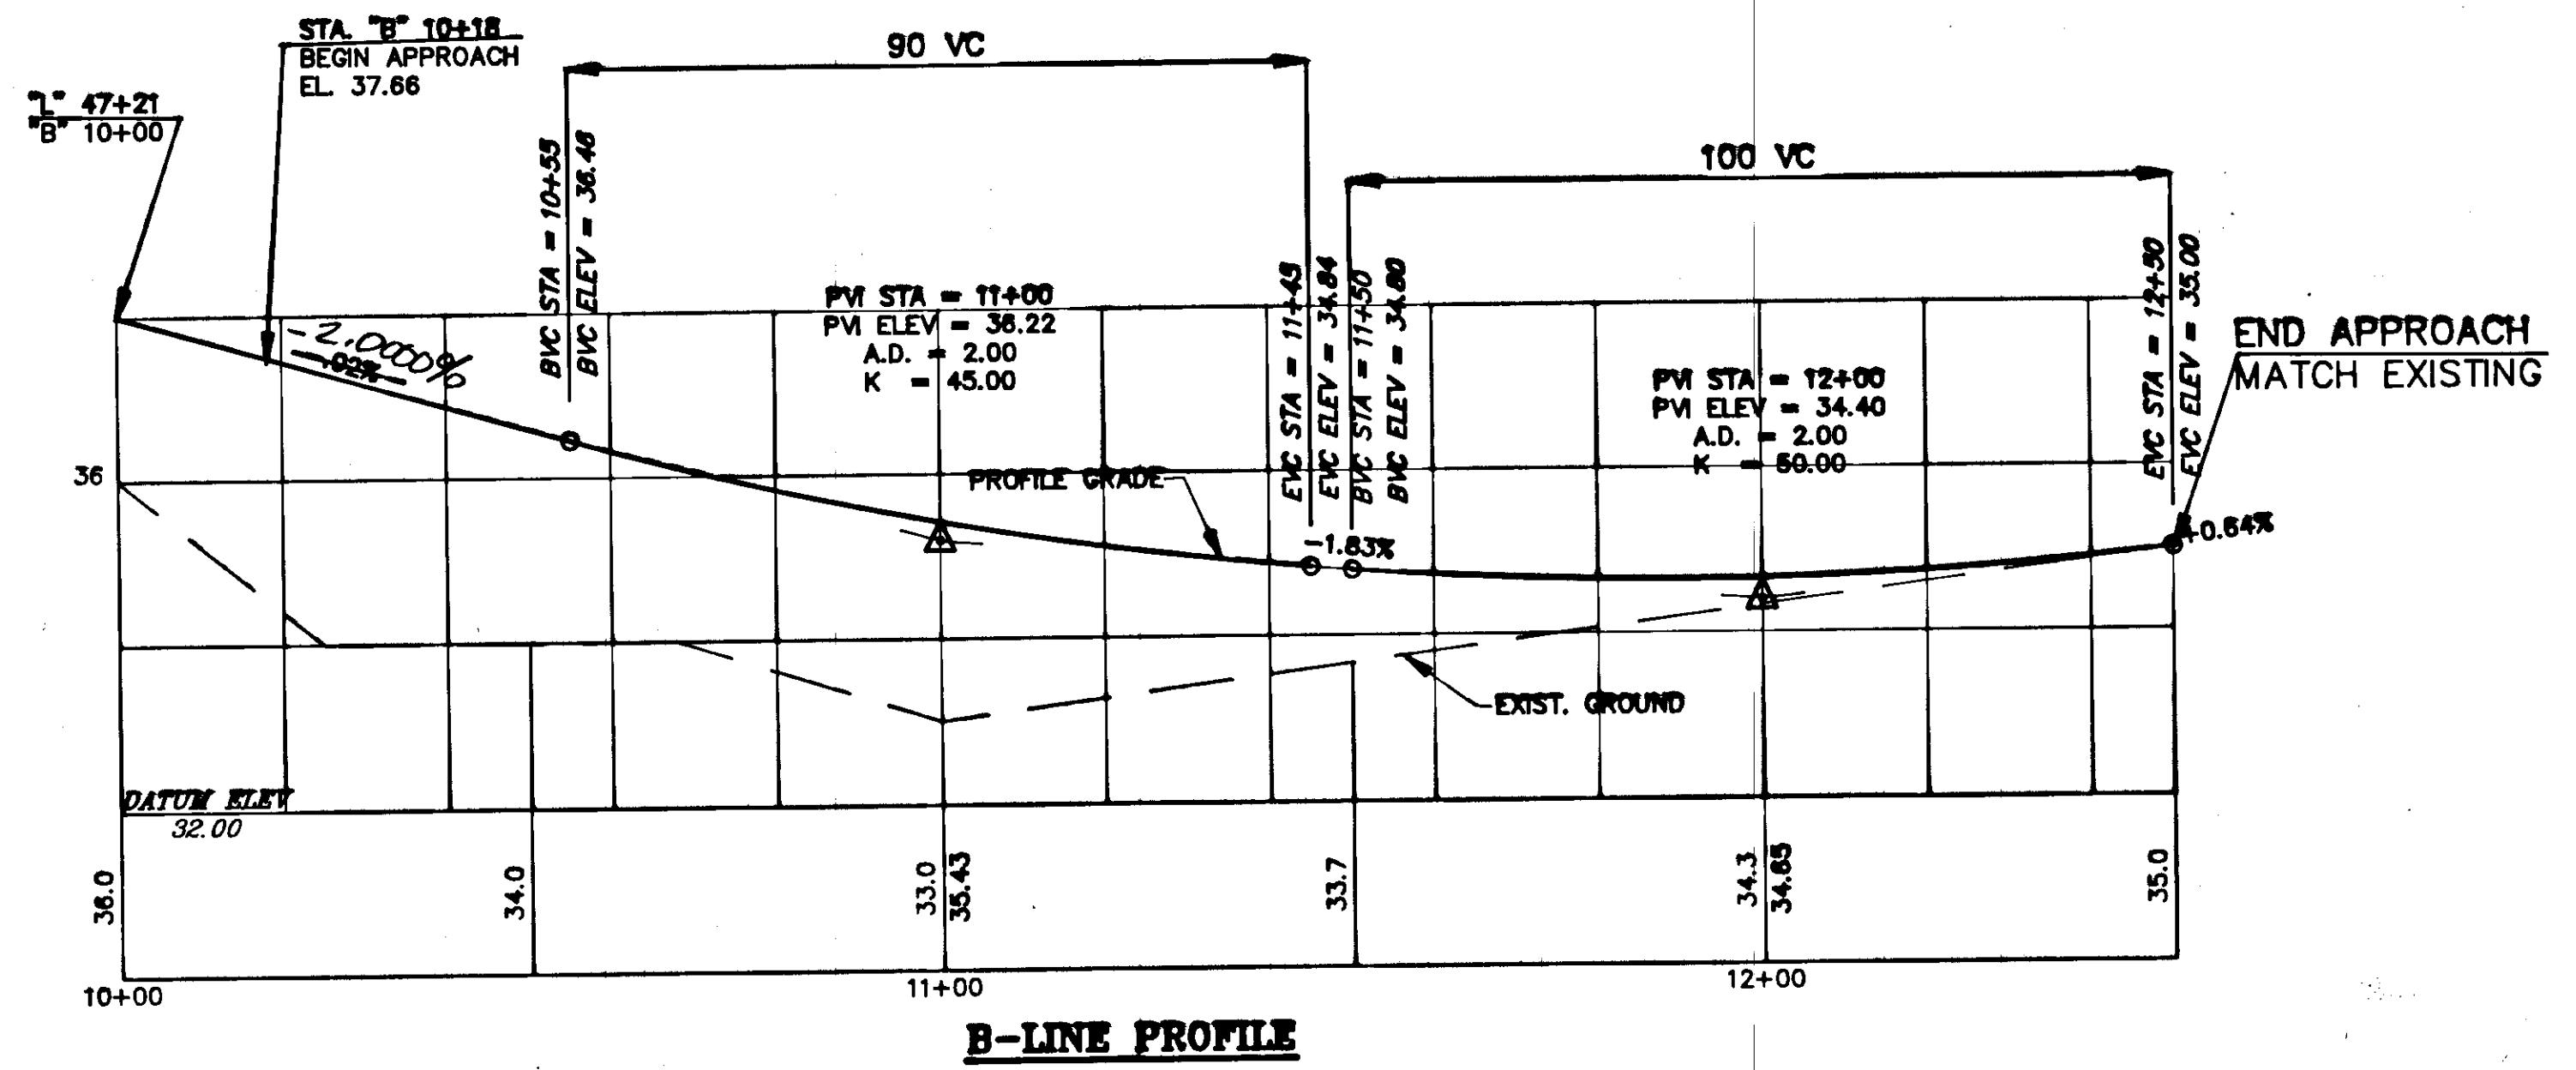 STA. "B" 10+18
BEGIN APPROACH
EL. 37.66
"L" 47+21
"B" 10+00
90 VC
100 VC
BVC STA = 10+55
BVC ELEV = 36.46
PVI STA = 11+00
PVI ELEV = 36.22
A.D. = 2.00
K = 45.00
EVC STA = 11+45
EVC ELEV = 34.84
BVC STA = 11+50
BVC ELEV = 34.80
PVI STA = 12+00
PVI ELEV = 34.40
A.D. = 2.00
K = 50.00
EVC STA = 12+50
EVC ELEV = 35.00
END APPROACH
MATCH EXISTING
-2.0000%
36
PROFILE GRADE
-1.83%
+0.64%
EXIST. GROUND
DATUM ELEV
32.00
36.0
34.0
33.0
35.43
33.7
34.3
34.65
35.0
10+00
11+00
12+00
B-LINE PROFILE